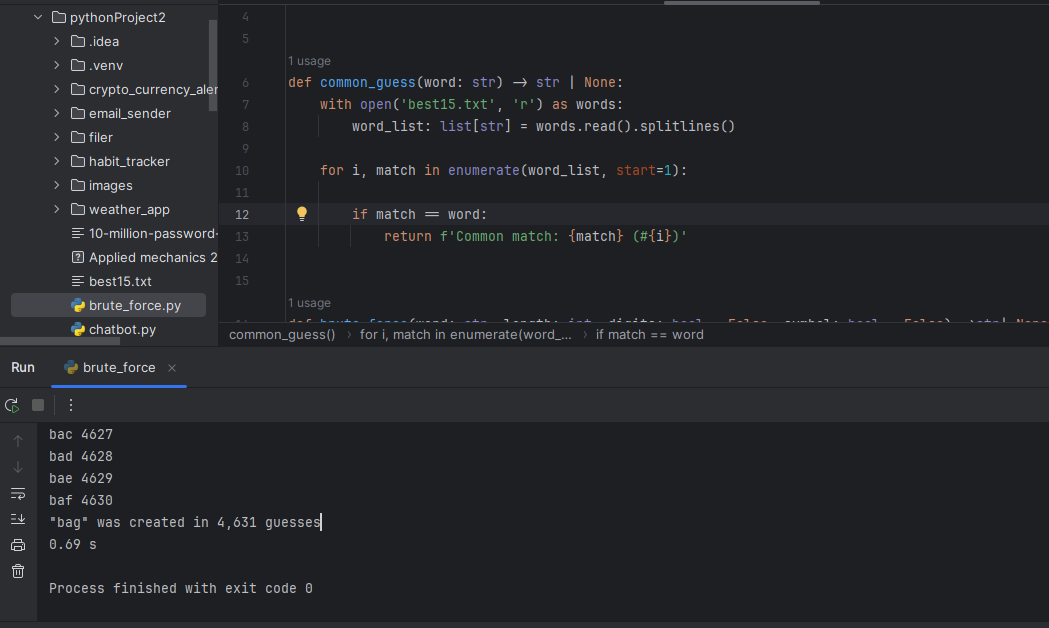 pythonProject2
.idea
.venv
crypto_currency_aler
email_sender
filer
habit_tracker
images
weather_app
10-million-password-
Applied mechanics 2
best15.txt
brute_force.py
chatbot.py
4
5
1 usage
6 def common_guess(word: str) -> str | None:
7 with open('best15.txt', 'r') as words:
8 word_list: list[str] = words.read().splitlines()
9
10 for i, match in enumerate(word_list, start=1):
11
12 if match == word:
13 return f'Common match: {match} (#{i})'
14
15
1 usage
common_guess() › for i, match in enumerate(word_... › if match == word
Run brute_force ×
bac 4627
bad 4628
bae 4629
baf 4630
"bag" was created in 4,631 guesses
0.69 s
Process finished with exit code 0